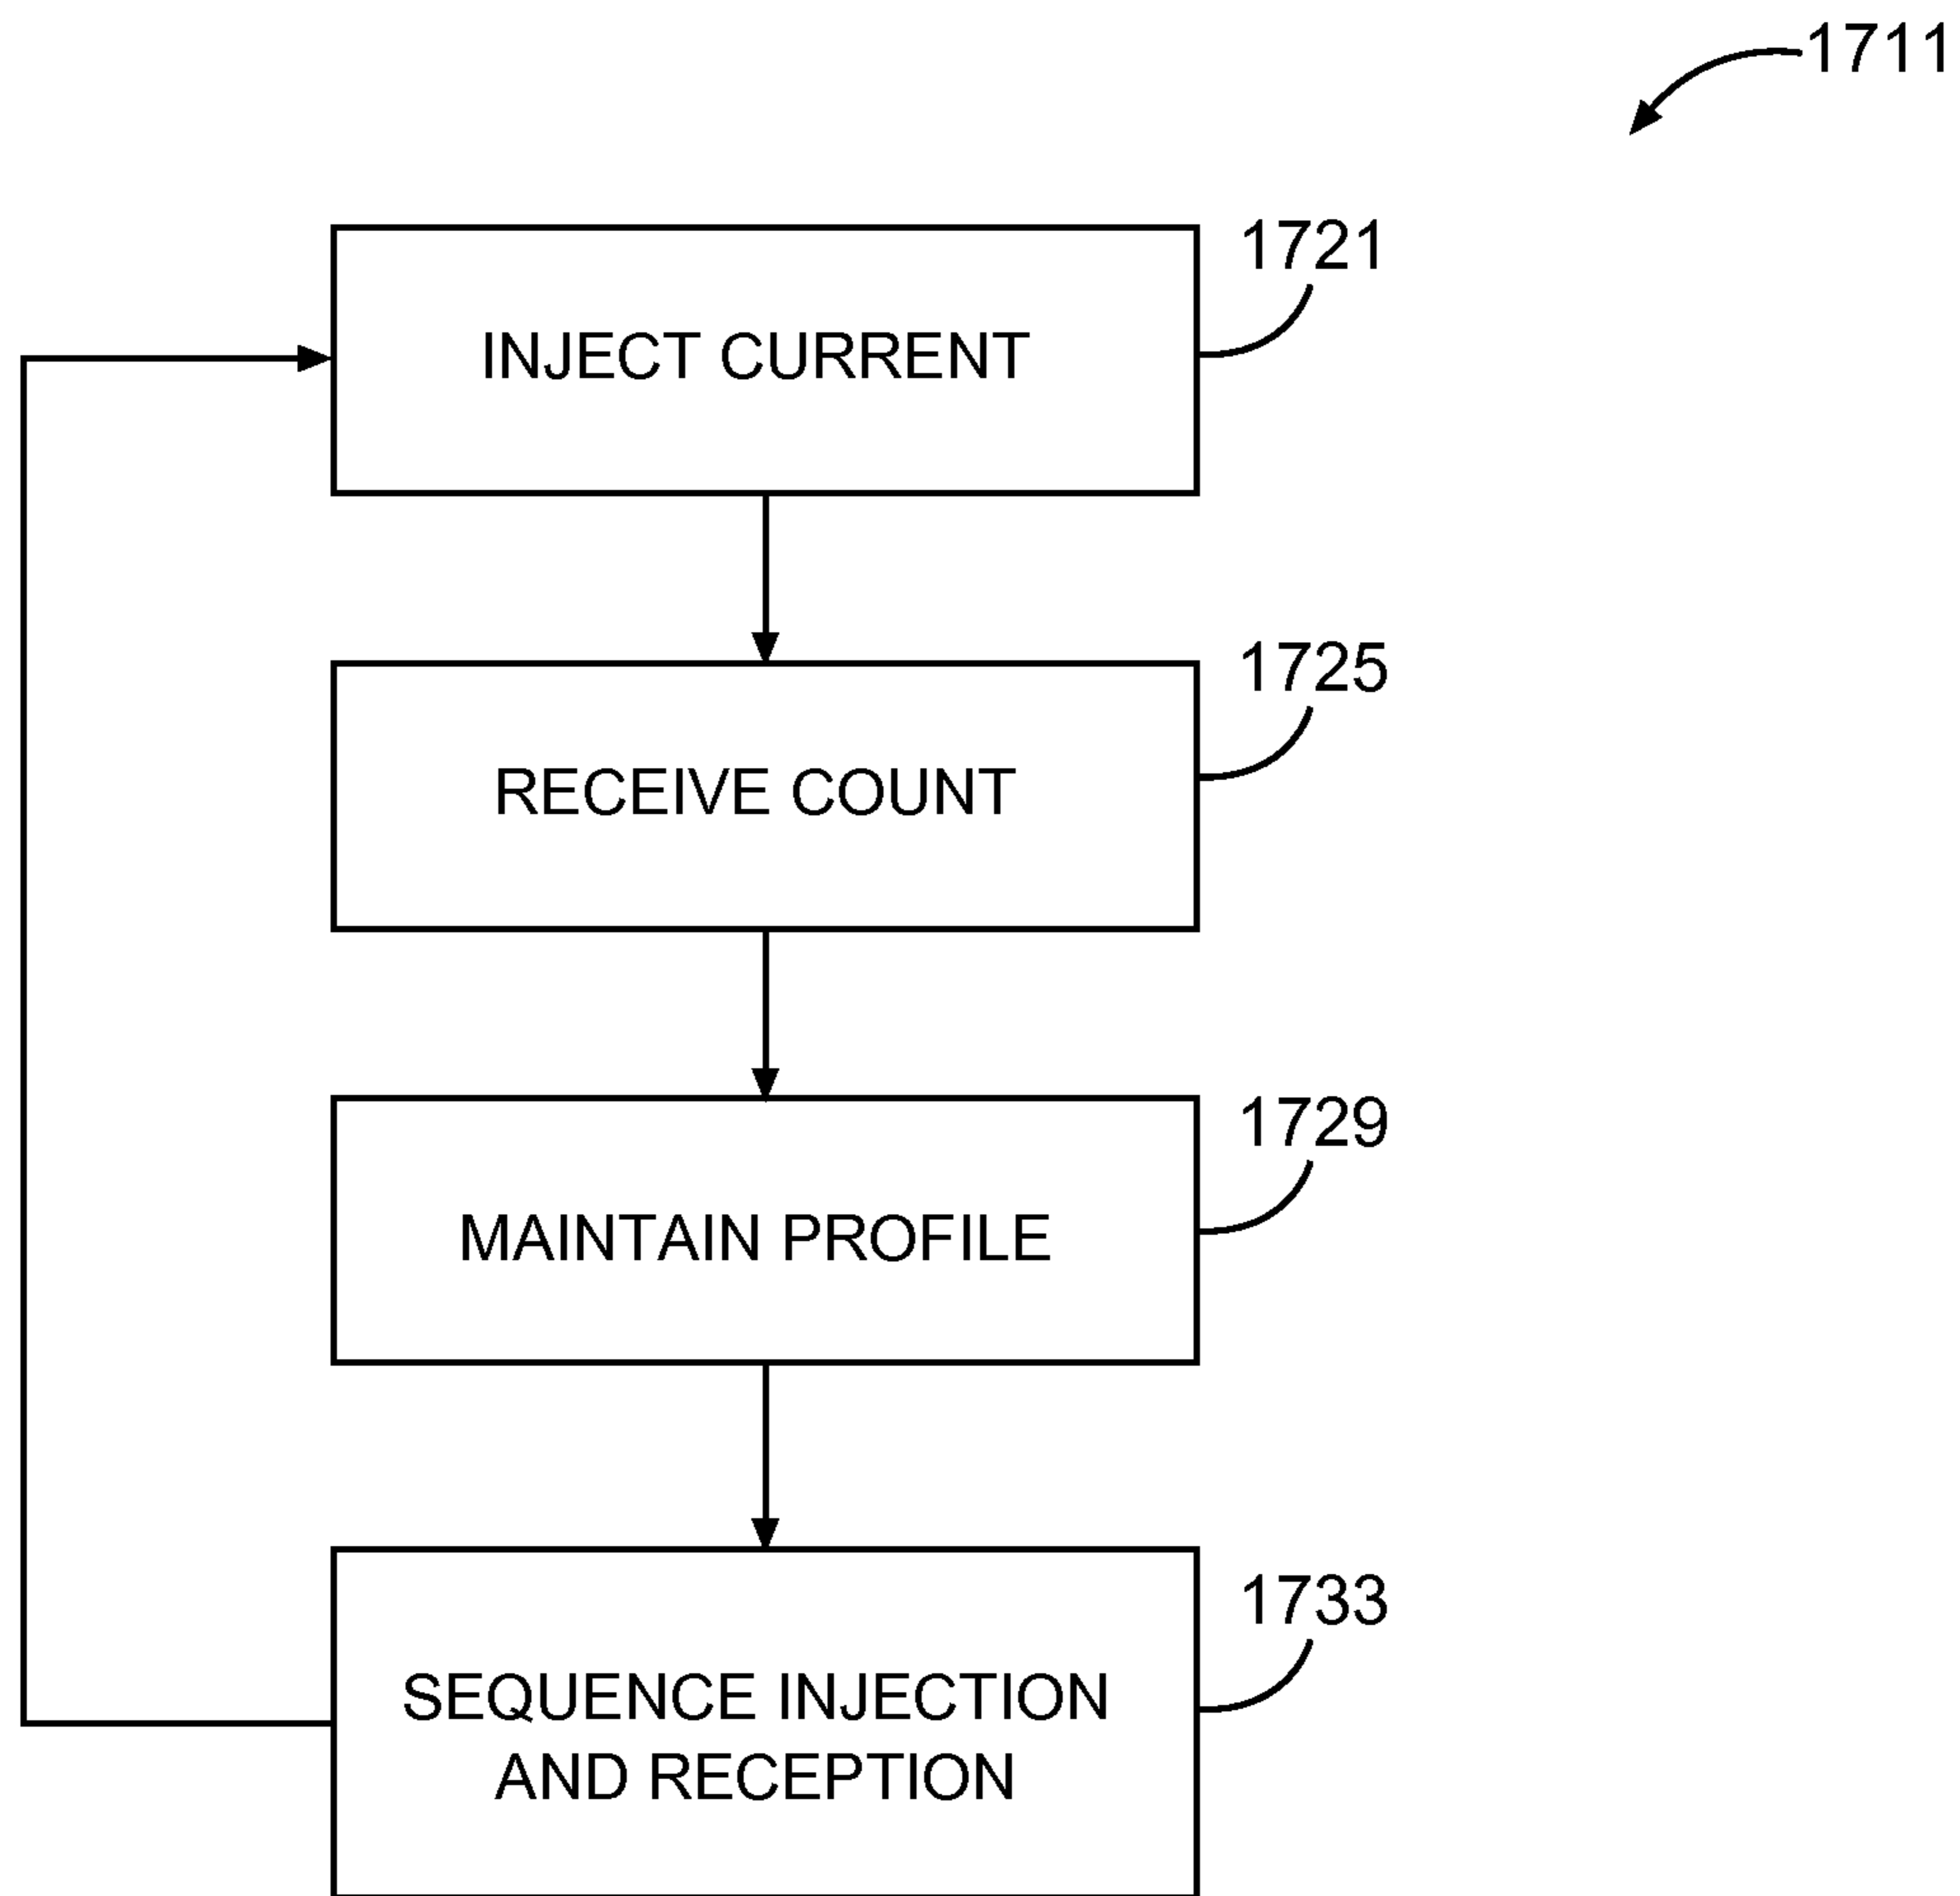 1711
1721
INJECT CURRENT
1725
RECEIVE COUNT
1729
MAINTAIN PROFILE
1733
SEQUENCE INJECTION
AND RECEPTION